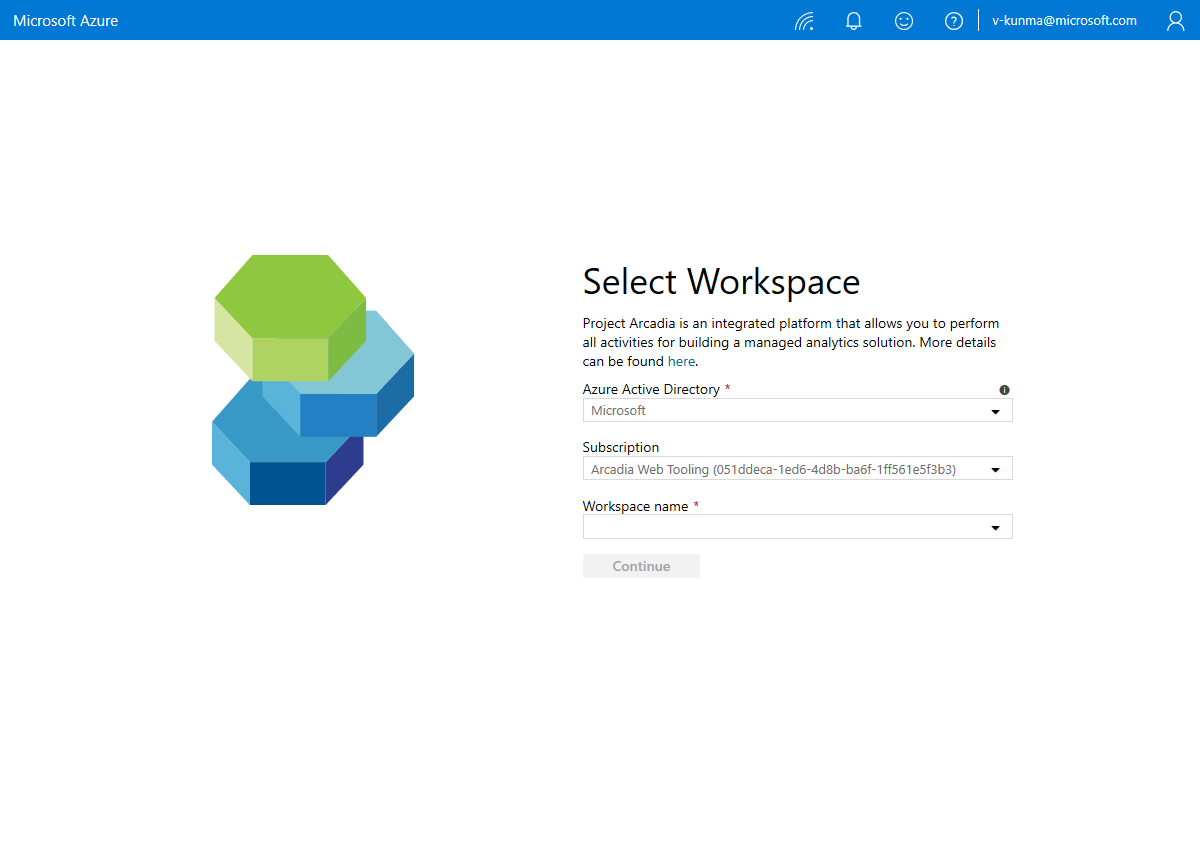 Microsoft Azure
v-kunma@microsoft.com
Select Workspace
Project Arcadia is an integrated platform that allows you to perform
all activities for building a managed analytics solution. More details
can be found here.
Azure Active Directory *
Microsoft
Subscription
Arcadia Web Tooling (051ddeca-1ed6-4d8b-ba6f-1ff561e5f3b3)
Workspace name *
Continue